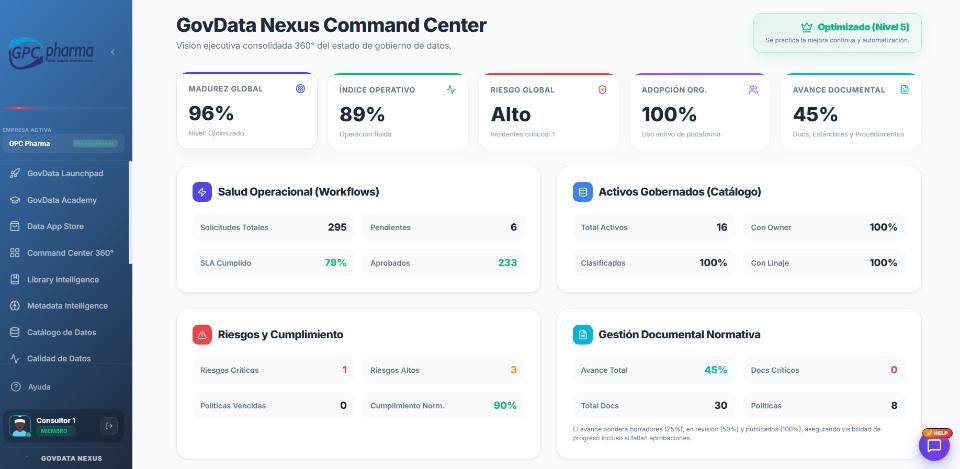 GPC pharma
EMPRESA ACTIVA
GPC Pharma
GovData Launchpad
GovData Academy
Data App Store
Command Center 360°
Library Intelligence
Metadata Intelligence
Catálogo de Datos
Calidad de Datos
Ayuda
Consultor 1
MIEMBRO
GOVDATA NEXUS
GovData Nexus Command Center
Visión ejecutiva consolidada 360° del estado de gobierno de datos.
Optimizado (Nivel 5)
Se practica la mejora continua y automatización.
MADUREZ GLOBAL
96%
Nivel: Optimizado
ÍNDICE OPERATIVO
89%
Operación fluida
RIESGO GLOBAL
Alto
Incidentes críticos: 1
ADOPCIÓN ORG.
100%
Uso activo de plataforma
AVANCE DOCUMENTAL
45%
Docs, Estándares y Procedimientos
Salud Operacional (Workflows)
Solicitudes Totales 295
Pendientes 6
SLA Cumplido 79%
Aprobados 233
Activos Gobernados (Catálogo)
Total Activos 16
Con Owner 100%
Clasificados 100%
Con Linaje 100%
Riesgos y Cumplimiento
Riesgos Críticos 1
Riesgos Altos 3
Políticas Vencidas 0
Cumplimiento Norm. 90%
Gestión Documental Normativa
Avance Total 45%
Docs Críticos 0
Total Docs 30
Políticas 8
El avance pondera borradores (25%), en revisión (50%) y publicados (100%), asegurando visibilidad de
progreso incluso si faltan aprobaciones.
HELP